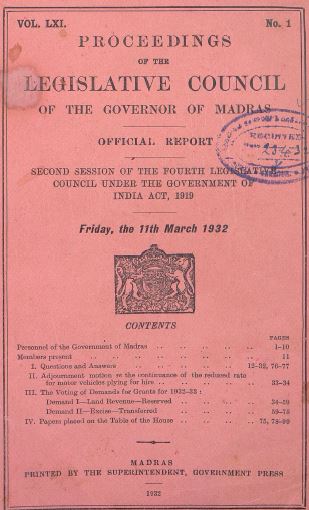 VOL. LXI. No. 1
PROCEEDINGS
OF THE
LEGISLATIVE COUNCIL
OF THE GOVERNOR OF MADRAS
OFFICIAL REPORT
SECOND SESSION OF THE FOURTH LEGISLATIVE
COUNCIL UNDER THE GOVERNMENT OF
INDIA ACT, 1919
Friday, the 11th March 1932
CONTENTS
PAGES
Personnel of the Government of Madras .. .. .. .. .. 1-10
Members present .. .. .. .. .. .. .. .. 11
I. Questions and Answers .. .. .. .. .. .. 12-32, 76-77
II. Adjournment motion re the continuance of the reduced rate
for motor vehicles plying for hire .. .. .. .. .. 33-34
III. The Voting of Demands for Grants for 1932-33 :
Demand I—Land Revenue—Reserved .. .. .. .. 34-59
Demand II—Excise—Transferred .. .. .. .. 59-75
IV. Papers placed on the Table of the House .. .. .. .. 75, 78-99
MADRAS
PRINTED BY THE SUPERINTENDENT, GOVERNMENT PRESS
1932